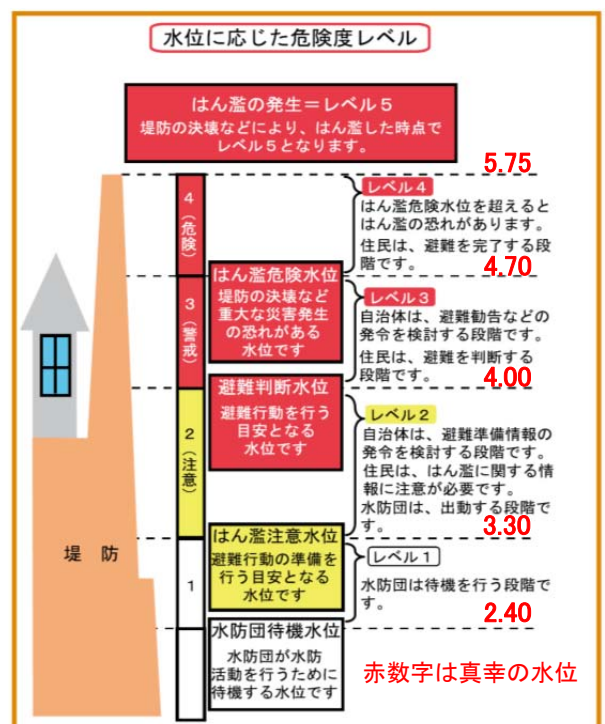 水位に応じた危険度レベル
はん濫の発生＝レベル５
堤防の決壊などにより、はん濫した時点で
レベル５となります。
5.75
４（危険）
レベル４
はん濫危険水位を超えると
はん濫の恐れがあります。
住民は、避難を完了する段
階です。
4.70
はん濫危険水位
堤防の決壊など
重大な災害発生
の恐れがある
水位です
３（警戒）
レベル３
自治体は、避難勧告などの
発令を検討する段階です。
住民は、避難を判断する
段階です。
4.00
避難判断水位
避難行動を行う
目安となる
水位です
２（注意）
レベル２
自治体は、避難準備情報の
発令を検討する段階です。
住民は、はん濫に関する情
報に注意が必要です。
水防団は、出動する段階で
す。
3.30
はん濫注意水位
避難行動の準備を
行う目安となる
水位です
堤 防
１
レベル１
水防団は待機を行う段階で
す。
2.40
水防団待機水位
水防団が水防
活動を行うために
待機する水位です
赤数字は真幸の水位